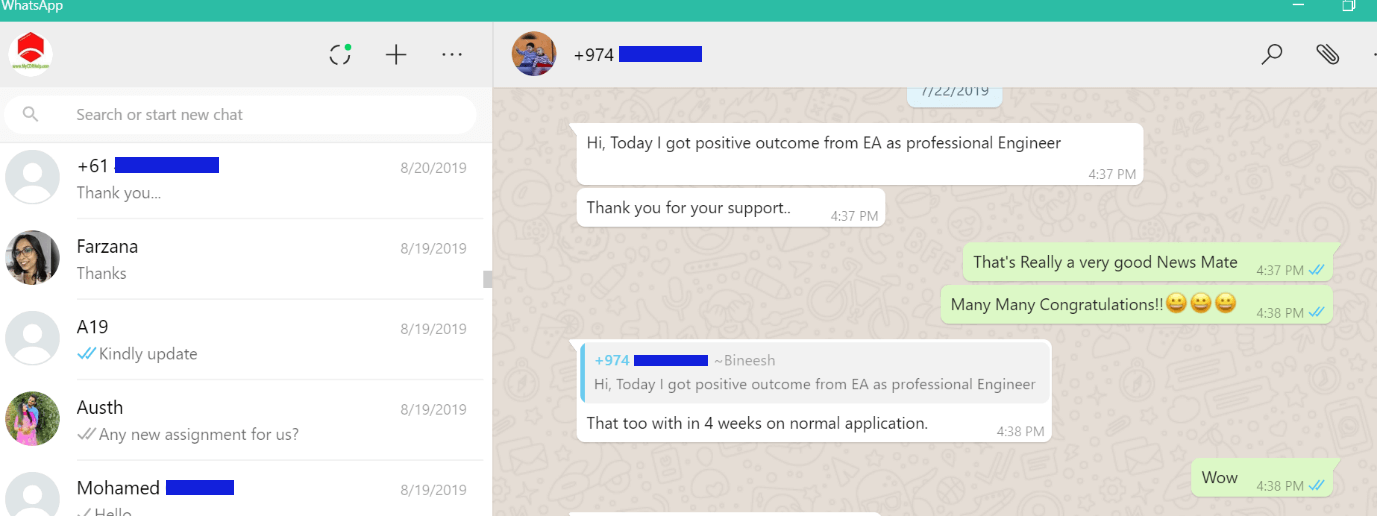 WhatsApp
Search or start new chat
+61
8/20/2019
Thank you...
Farzana
8/19/2019
Thanks
A19
8/19/2019
Kindly update
Austh
8/19/2019
Any new assignment for us?
Mohamed
8/19/2019
Hello
+974
7/22/2019
Hi, Today I got positive outcome from EA as professional Engineer
4:37 PM
Thank you for your support..
4:37 PM
That's Really a very good News Mate
4:37 PM
Many Many Congratulations!!😀😀😀
4:38 PM
+974 ~Bineesh
Hi, Today I got positive outcome from EA as professional Engineer
That too with in 4 weeks on normal application.
4:38 PM
Wow
4:38 PM